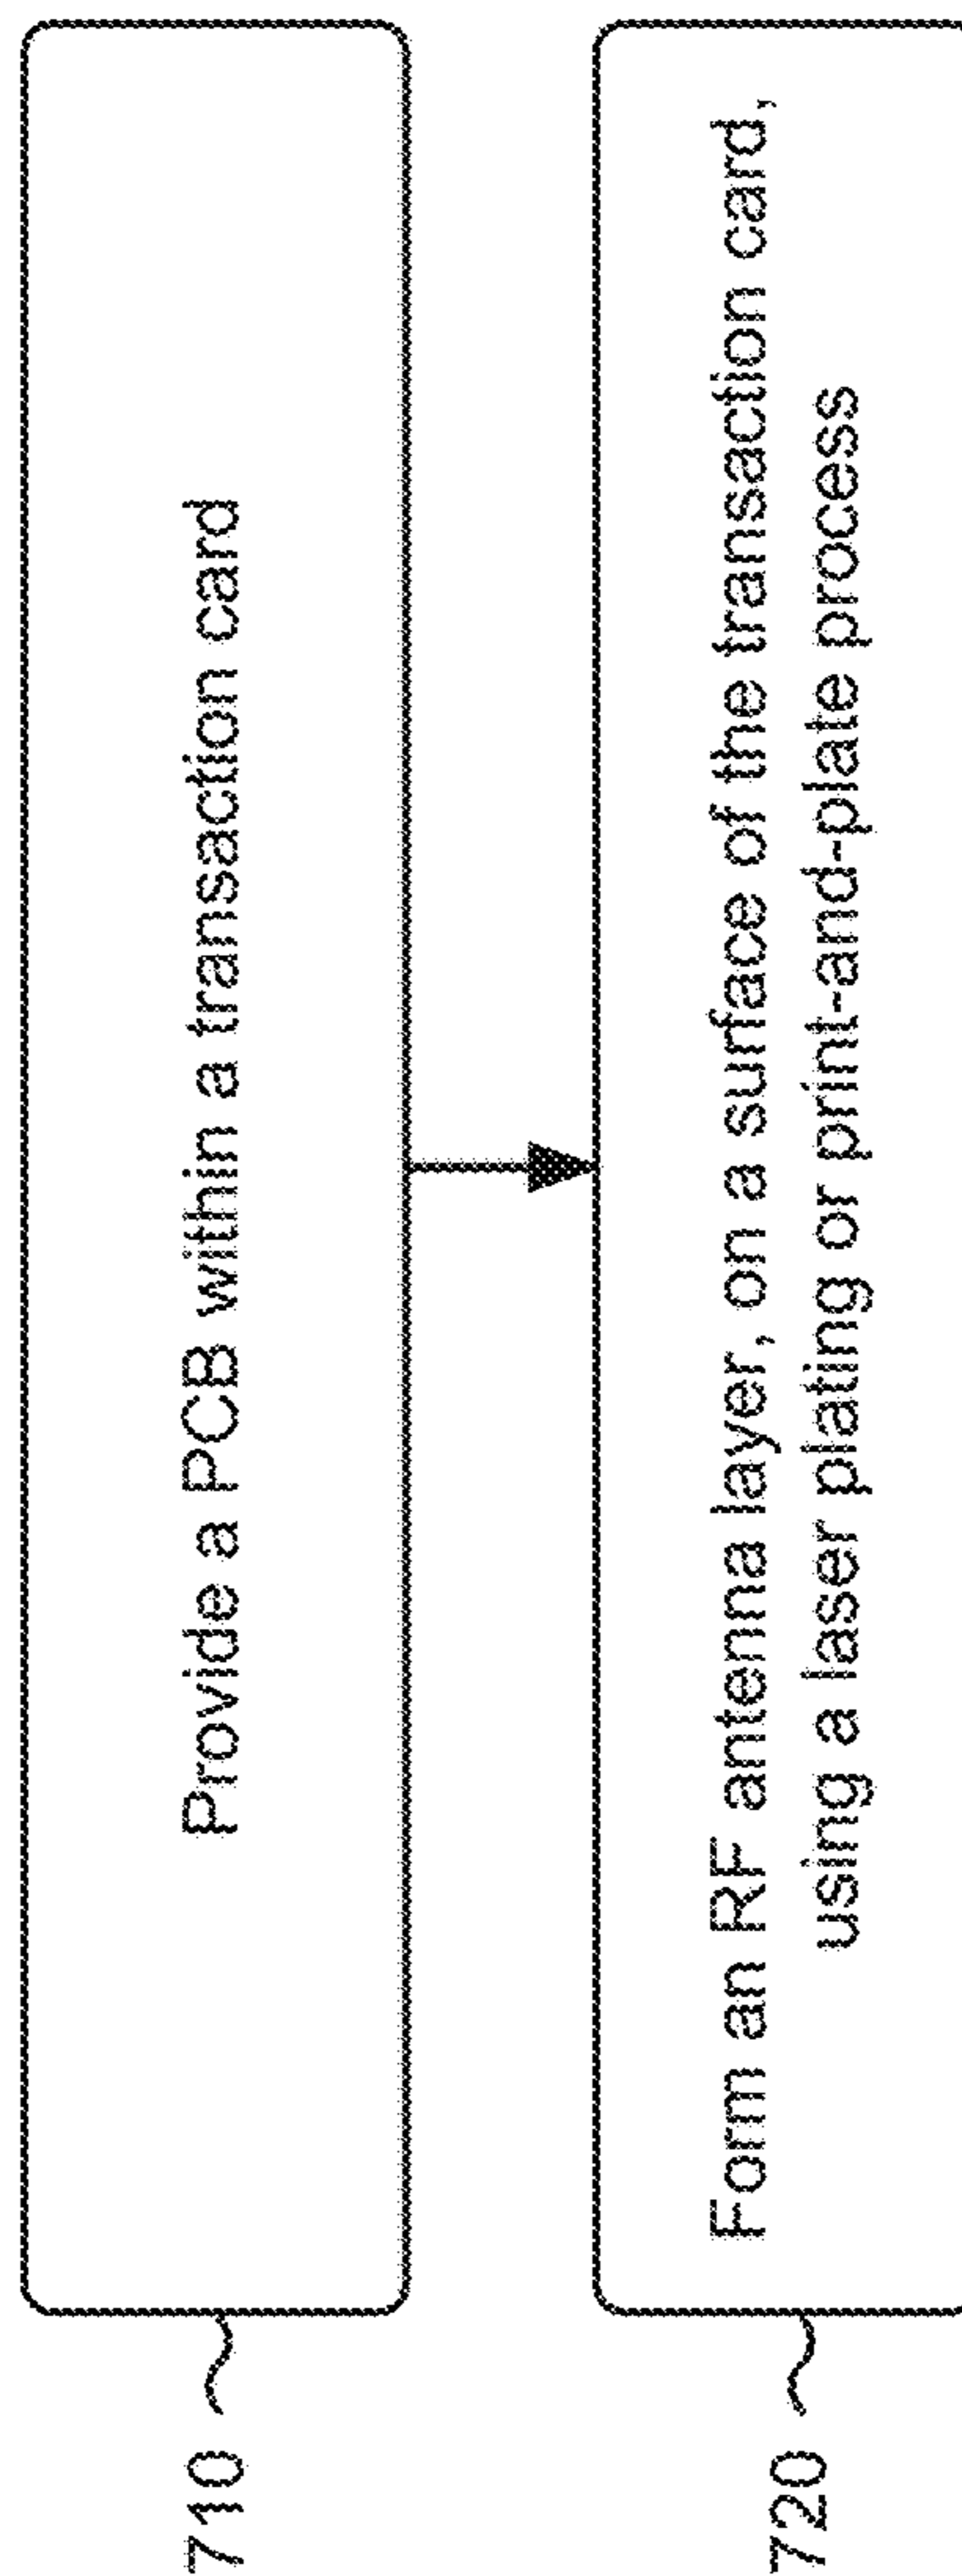 710
Provide a PCB within a transaction card
720
Form an RF antenna layer, on a surface of the transaction card,
using a laser plating or print-and-plate process